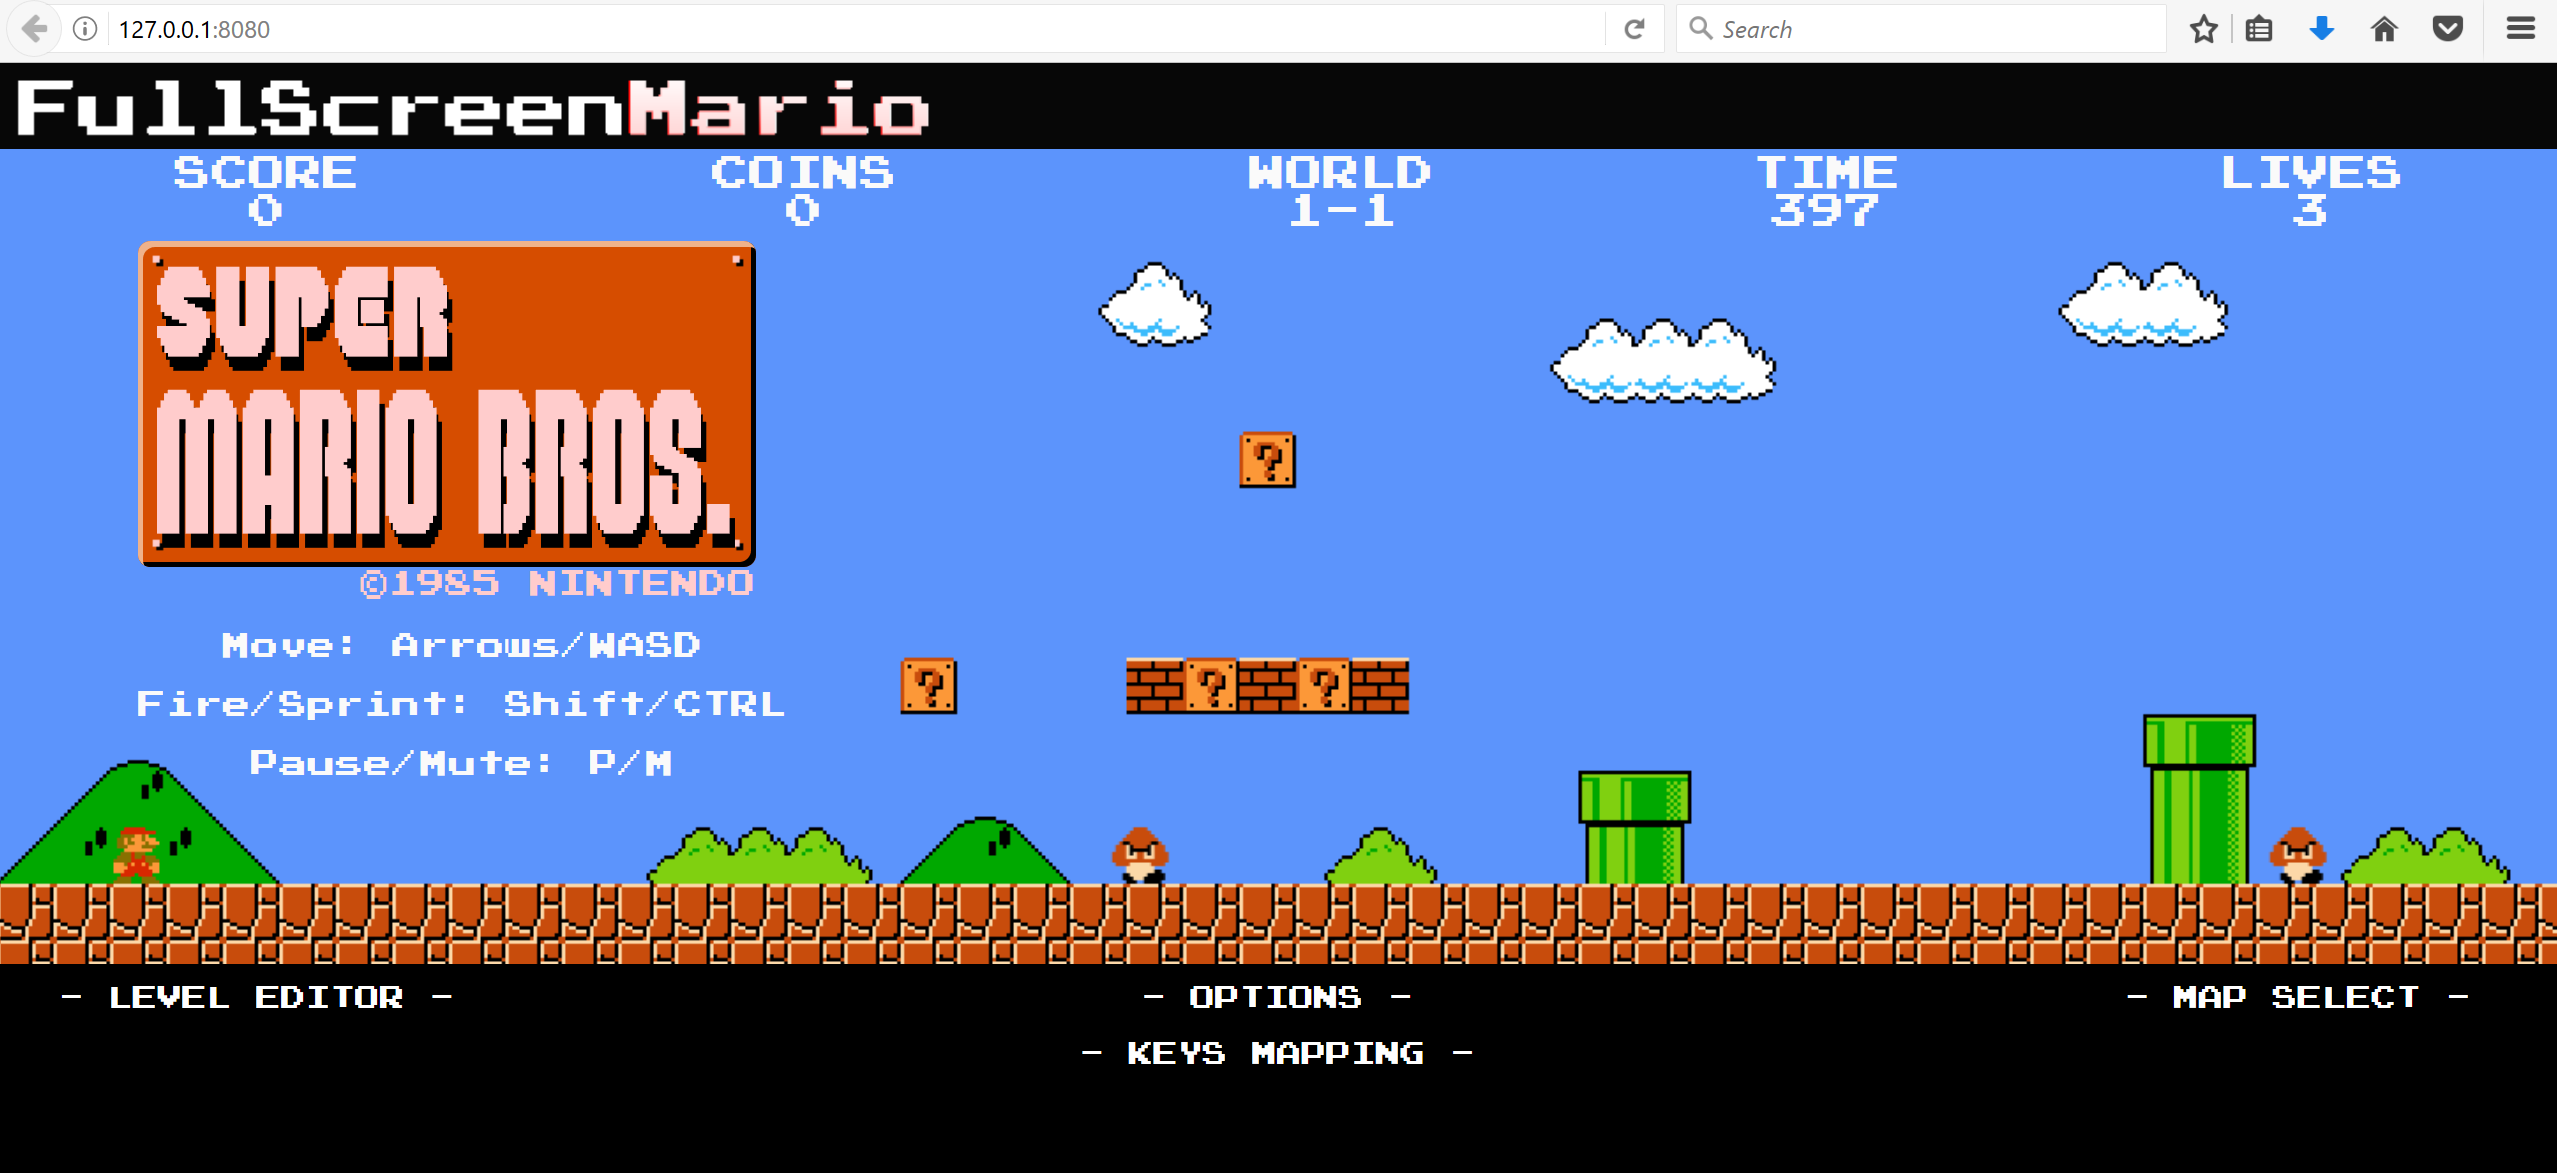 127.0.0.1:8080
Search
FullScreenMario
SCORE COINS WORLD TIME LIVES
0 0 1-1 397 3
SUPER
MARIO BROS.
©1985 NINTENDO
Move: Arrows/WASD
Fire/Sprint: Shift/CTRL
Pause/Mute: P/M
?
? ? ?
- LEVEL EDITOR - - OPTIONS - - MAP SELECT -
- KEYS MAPPING -